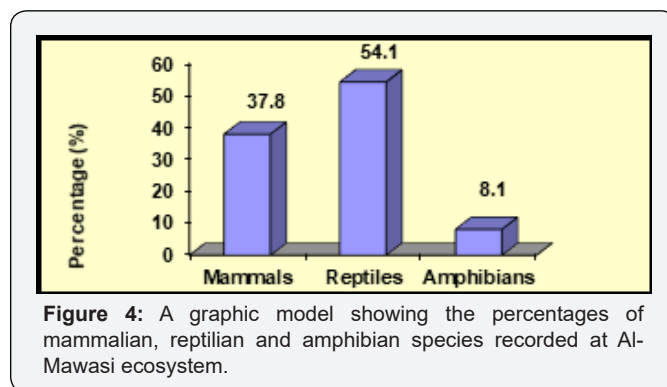 60
54.1
50
37.8
40
30
20
8.1
10
0
Percentage (%)
Mammals Reptiles Amphibians
Figure 4: A graphic model showing the percentages of
mammalian, reptilian and amphibian species recorded at Al-
Mawasi ecosystem.